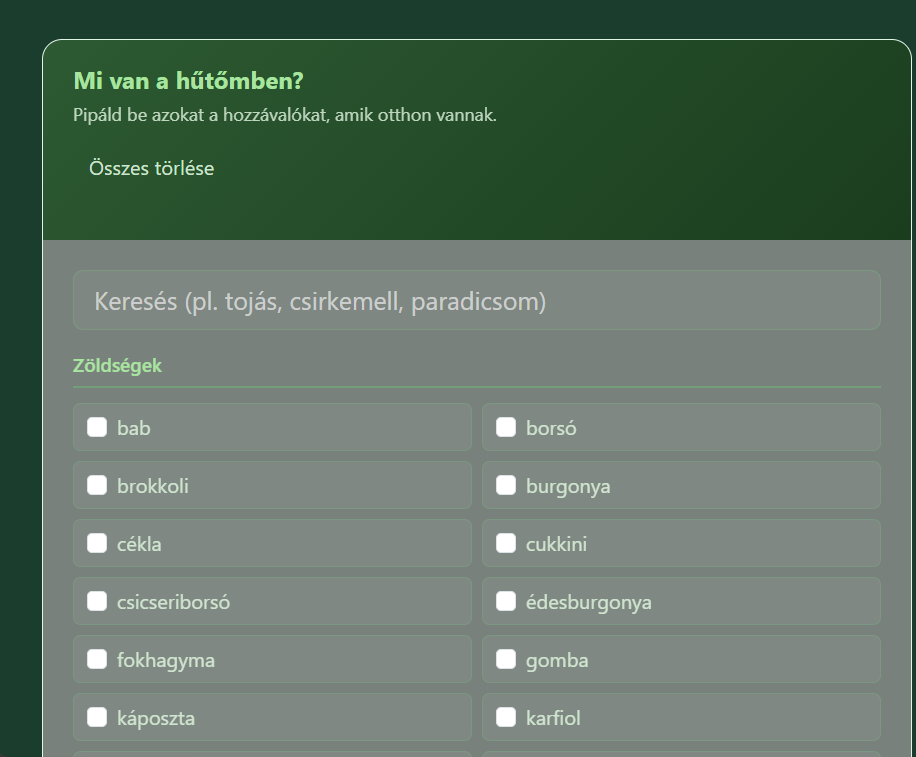 Mi van a hűtőmben?
Pipáld be azokat a hozzávalókat, amik otthon vannak.
Összes törlése
Keresés (pl. tojás, csirkemell, paradicsom)
Zöldségek
bab
borsó
brokkoli
burgonya
cékla
cukkini
csicseriborsó
édesburgonya
fokhagyma
gomba
káposzta
karfiol